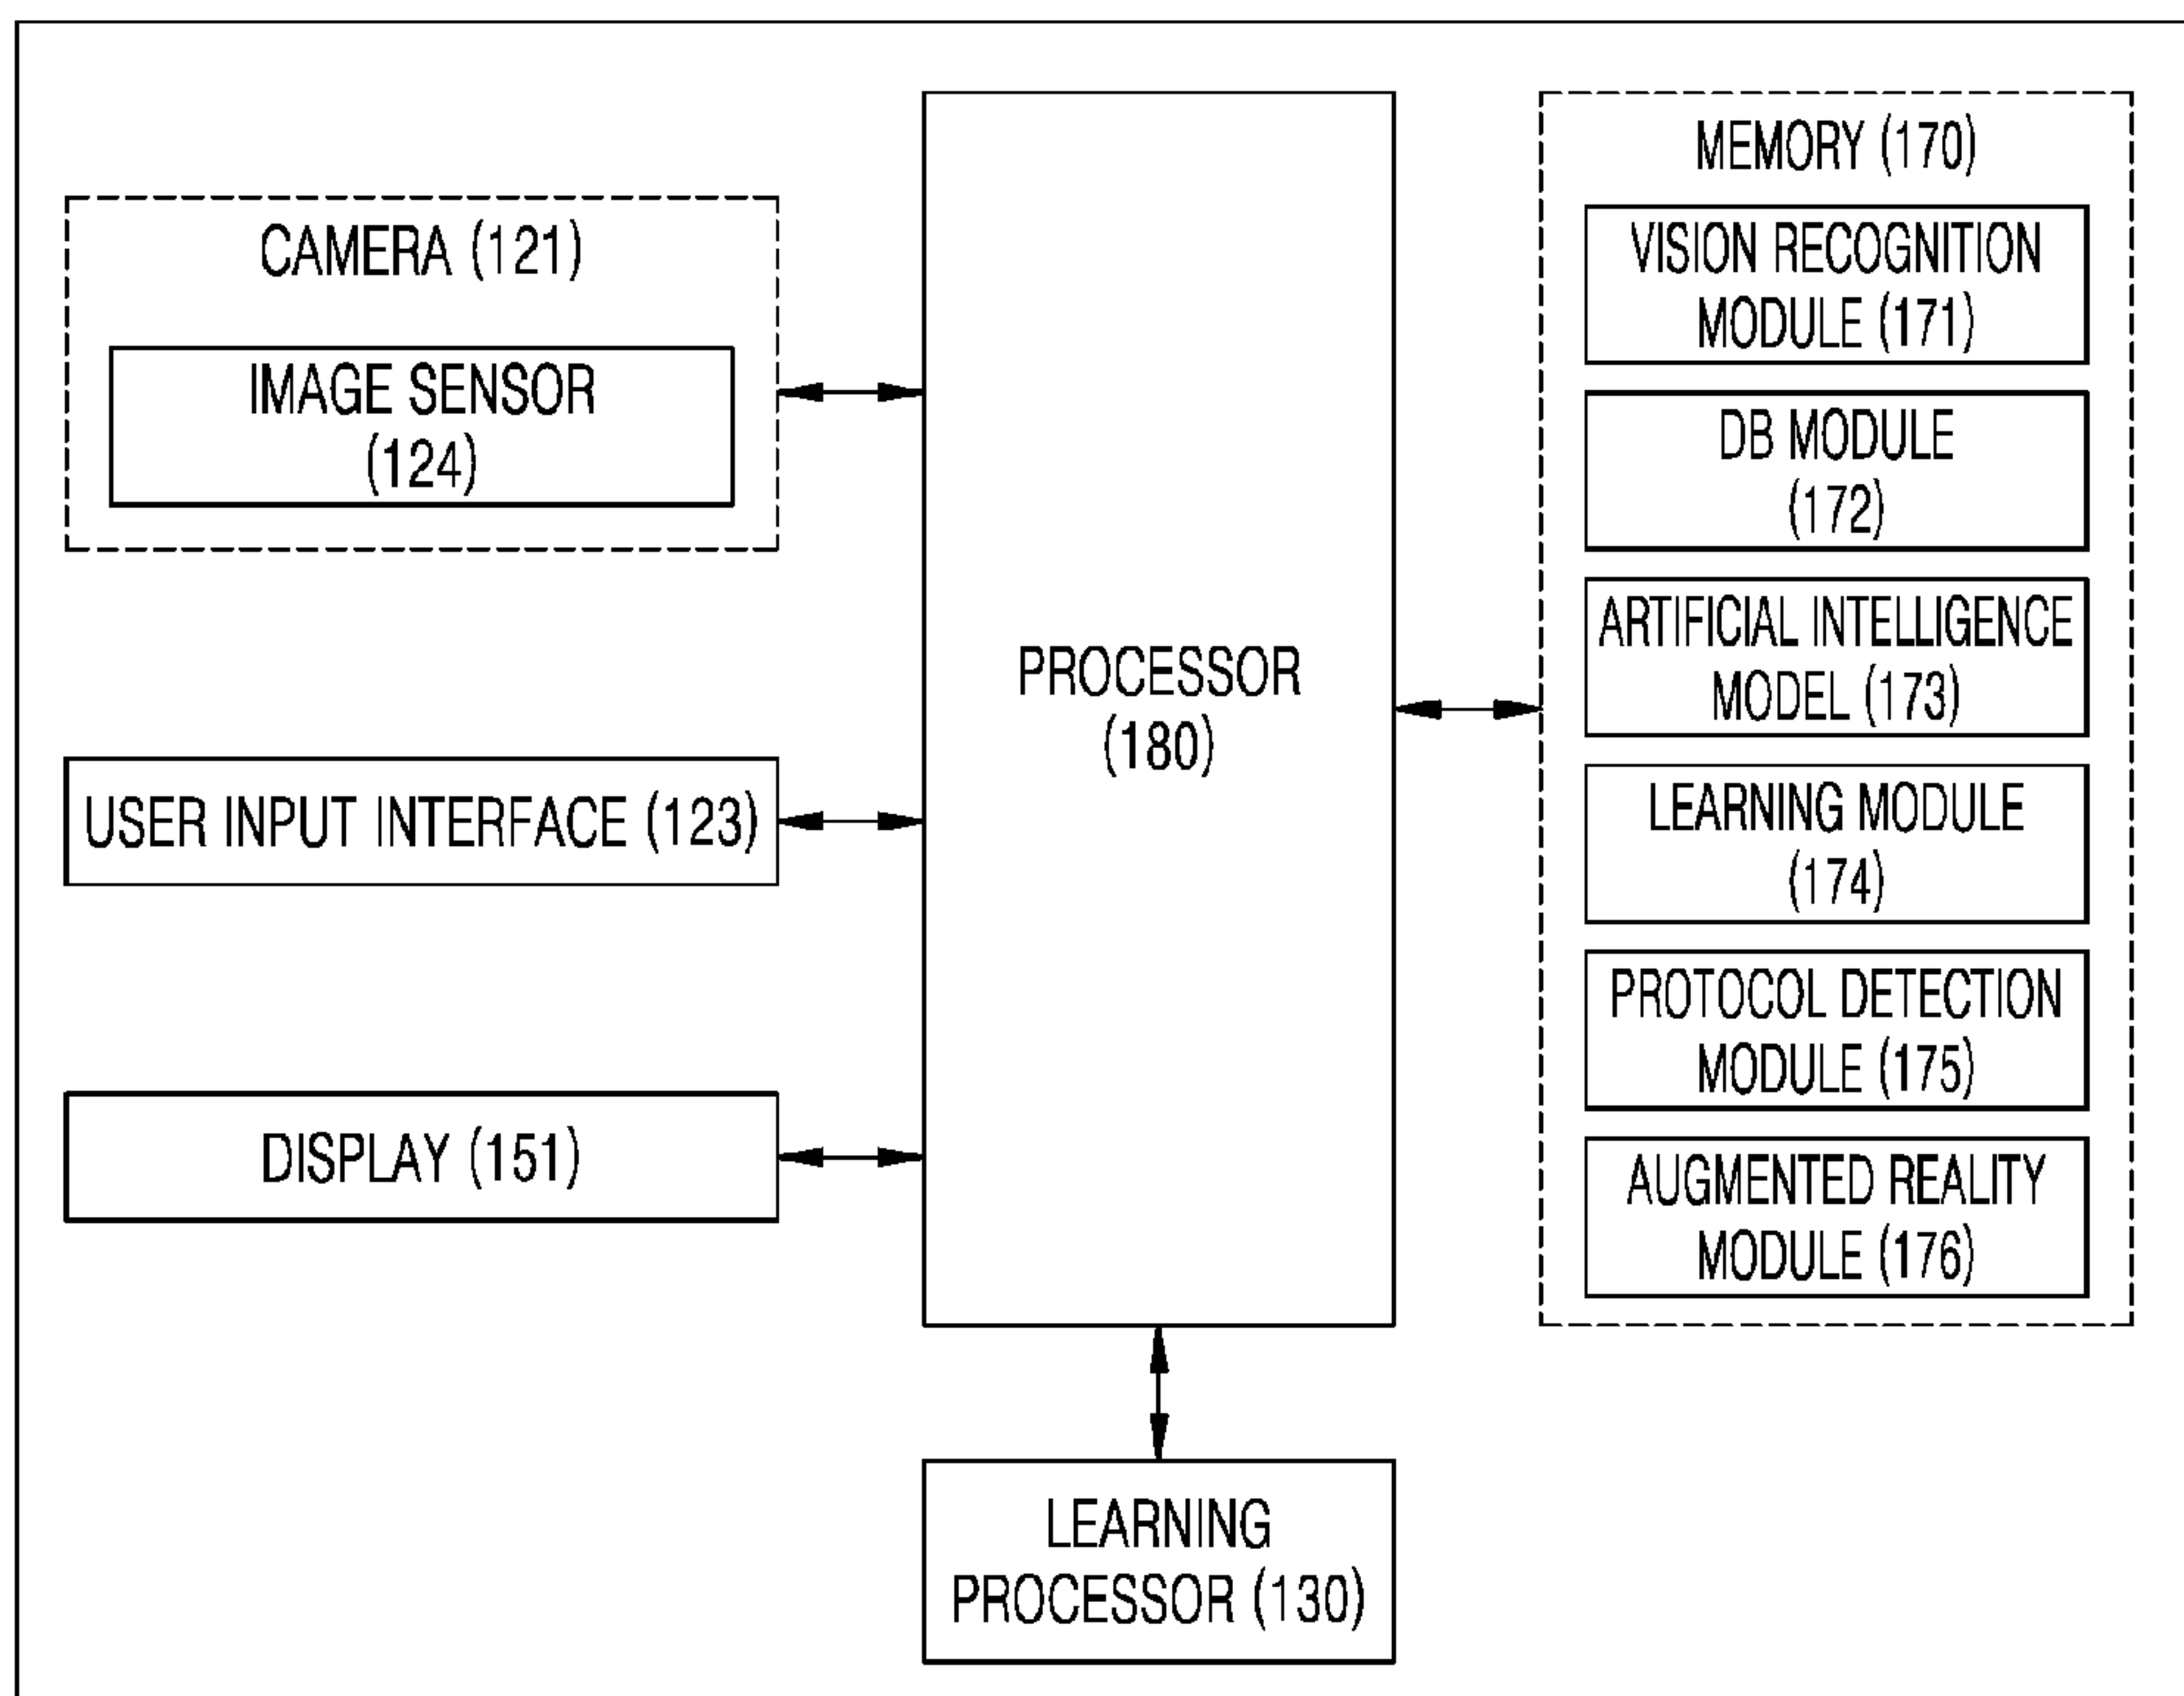 CAMERA (121)
IMAGE SENSOR
(124)
USER INPUT INTERFACE (123)
DISPLAY (151)
PROCESSOR
(180)
LEARNING
PROCESSOR (130)
MEMORY (170)
VISION RECOGNITION
MODULE (171)
DB MODULE
(172)
ARTIFICIAL INTELLIGENCE
MODEL (173)
LEARNING MODULE
(174)
PROTOCOL DETECTION
MODULE (175)
AUGMENTED REALITY
MODULE (176)